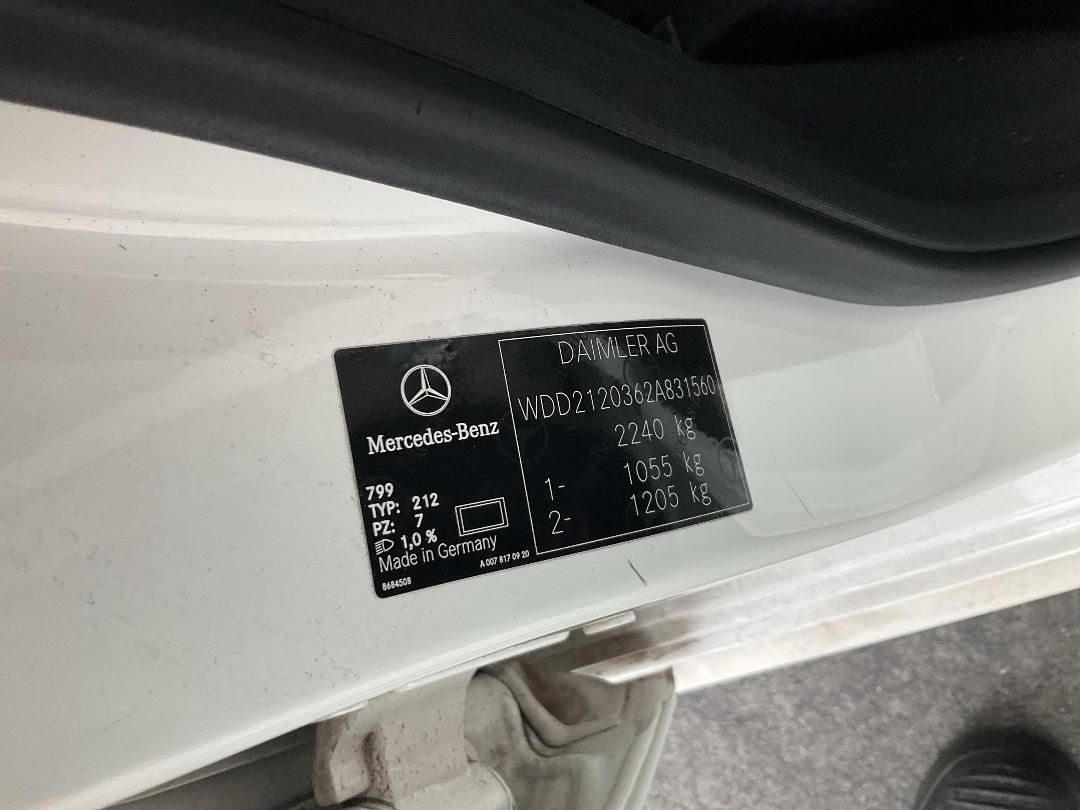 Mercedes-Benz
799
TYP: 212
PZ: 7
1,0 %
Made in Germany
8684508
A 007 817 09 20
DAIMLER AG
WDD2120362A831560
2240 kg
1- 1055 kg
2- 1205 kg